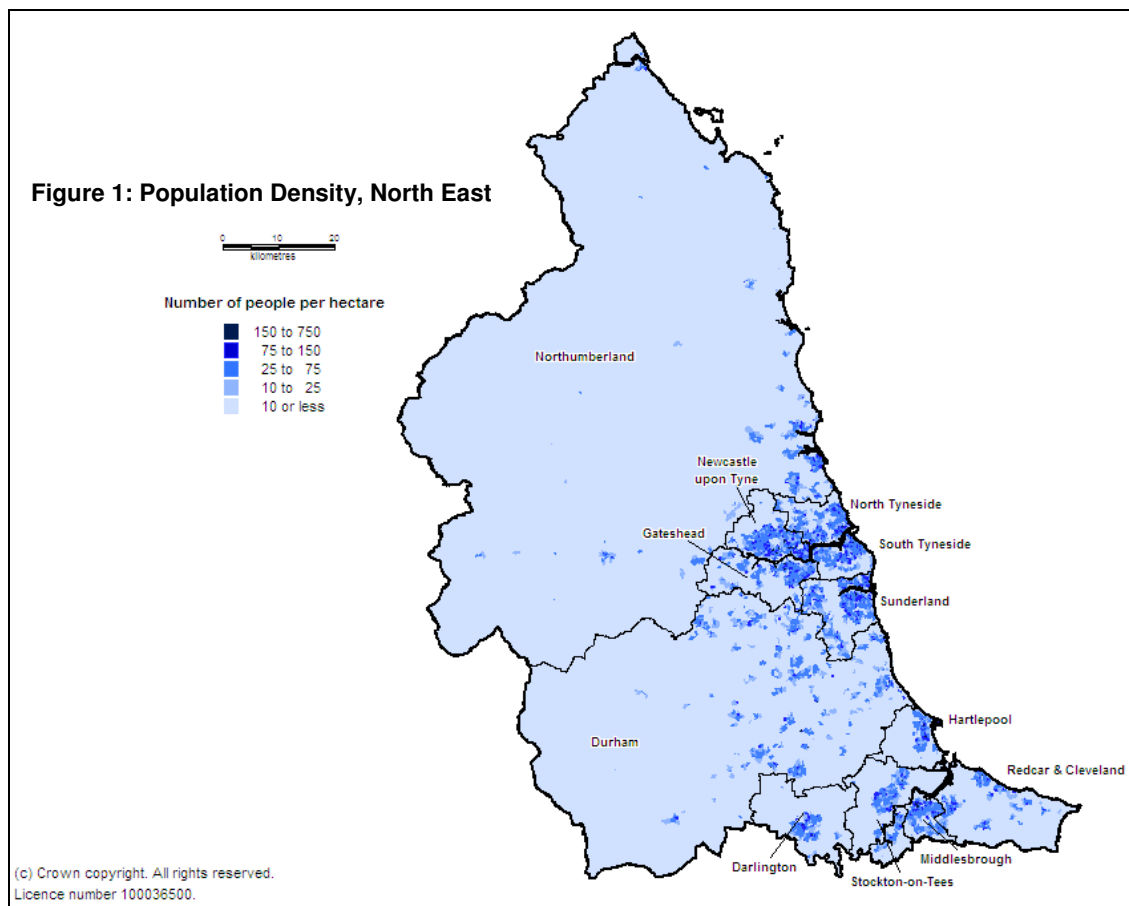 Figure 1: Population Density, North East
0 10 20
kilometres
Number of people per hectare
150 to 750
75 to 150
25 to 75
10 to 25
10 or less
Northumberland
Newcastle
upon Tyne
North Tyneside
Gateshead
South Tyneside
Sunderland
Hartlepool
Durham
Redcar & Cleveland
Darlington
Middlesbrough
Stockton-on-Tees
(c) Crown copyright. All rights reserved.
Licence number 100036500.